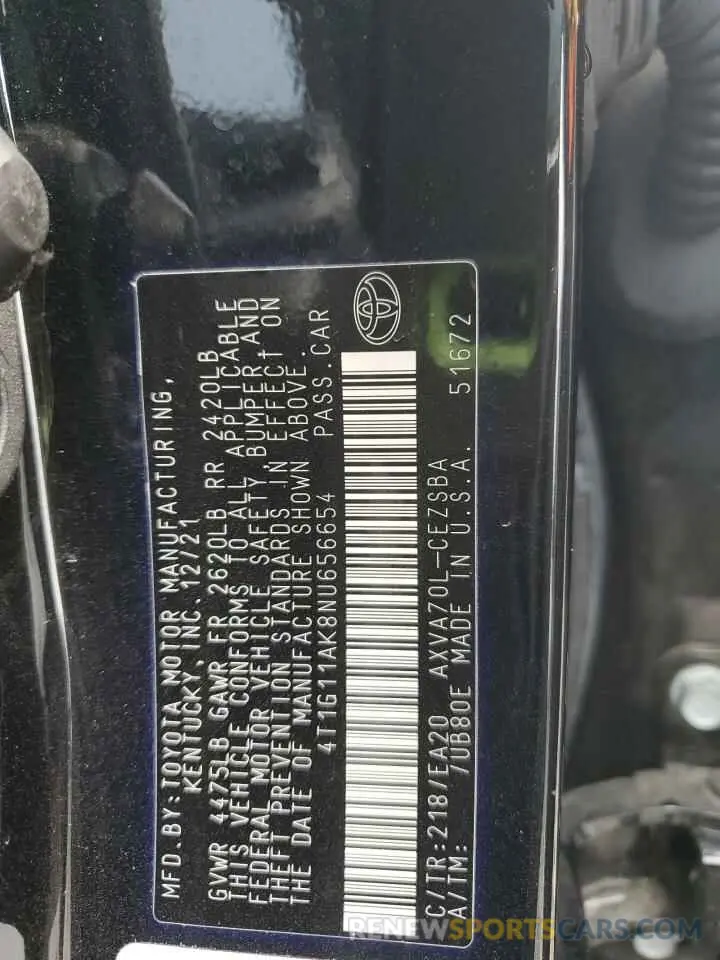 MFD. BY: TOYOTA MOTOR MANUFACTURING,
KENTUCKY, INC. 12/21
GVWR 4475LB GAWR FR 2620LB RR 2420LB
THIS VEHICLE CONFORMS TO ALL APPLICABLE
FEDERAL MOTOR VEHICLE SAFETY, BUMPER, AND
THEFT PREVENTION STANDARDS IN EFFECT ON
THE DATE OF MANUFACTURE SHOWN ABOVE.
4T1G11AK8NU656654 PASS. CAR
C/TR: 218/EA20 AXVA70L-CEZSBA
A/TM: /UB80E MADE IN U.S.A. 51672
RENEWSPORTSCARS.COM